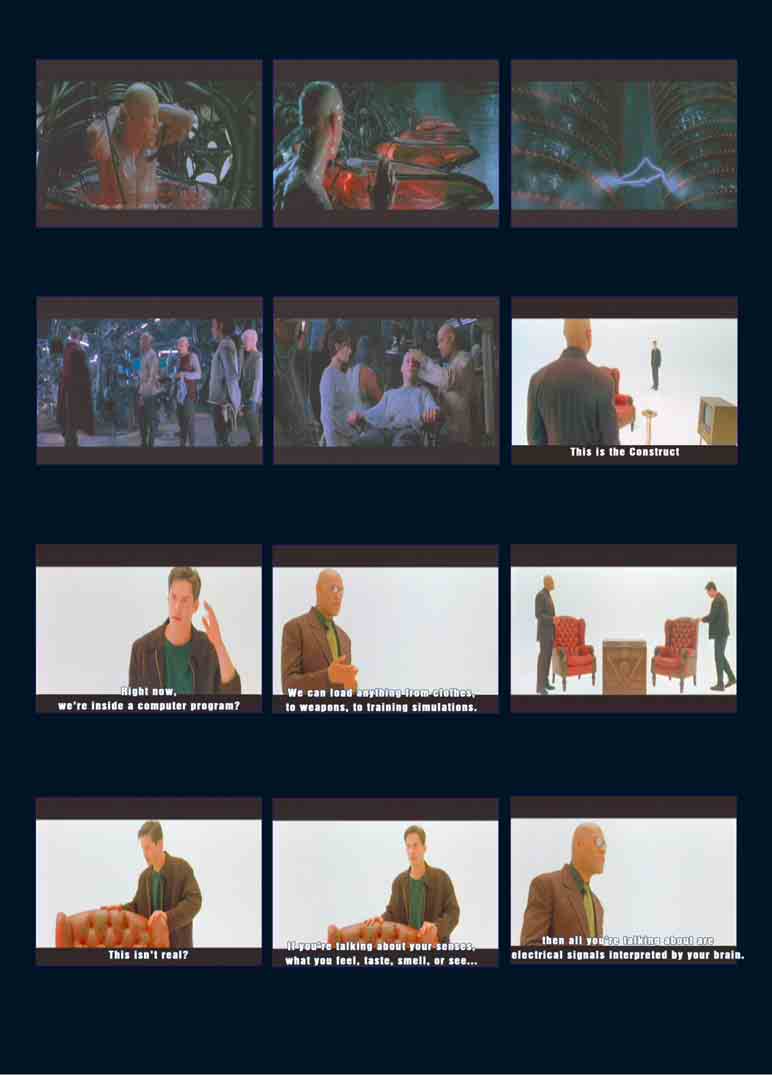 This is the Construct
Right now,
we're inside a computer program?
We can load anything from clothes,
to weapons, to training simulations.
This isn't real?
If you're talking about your senses,
what you feel, taste, smell, or see...
then all you're talking about are
electrical signals interpreted by your brain.